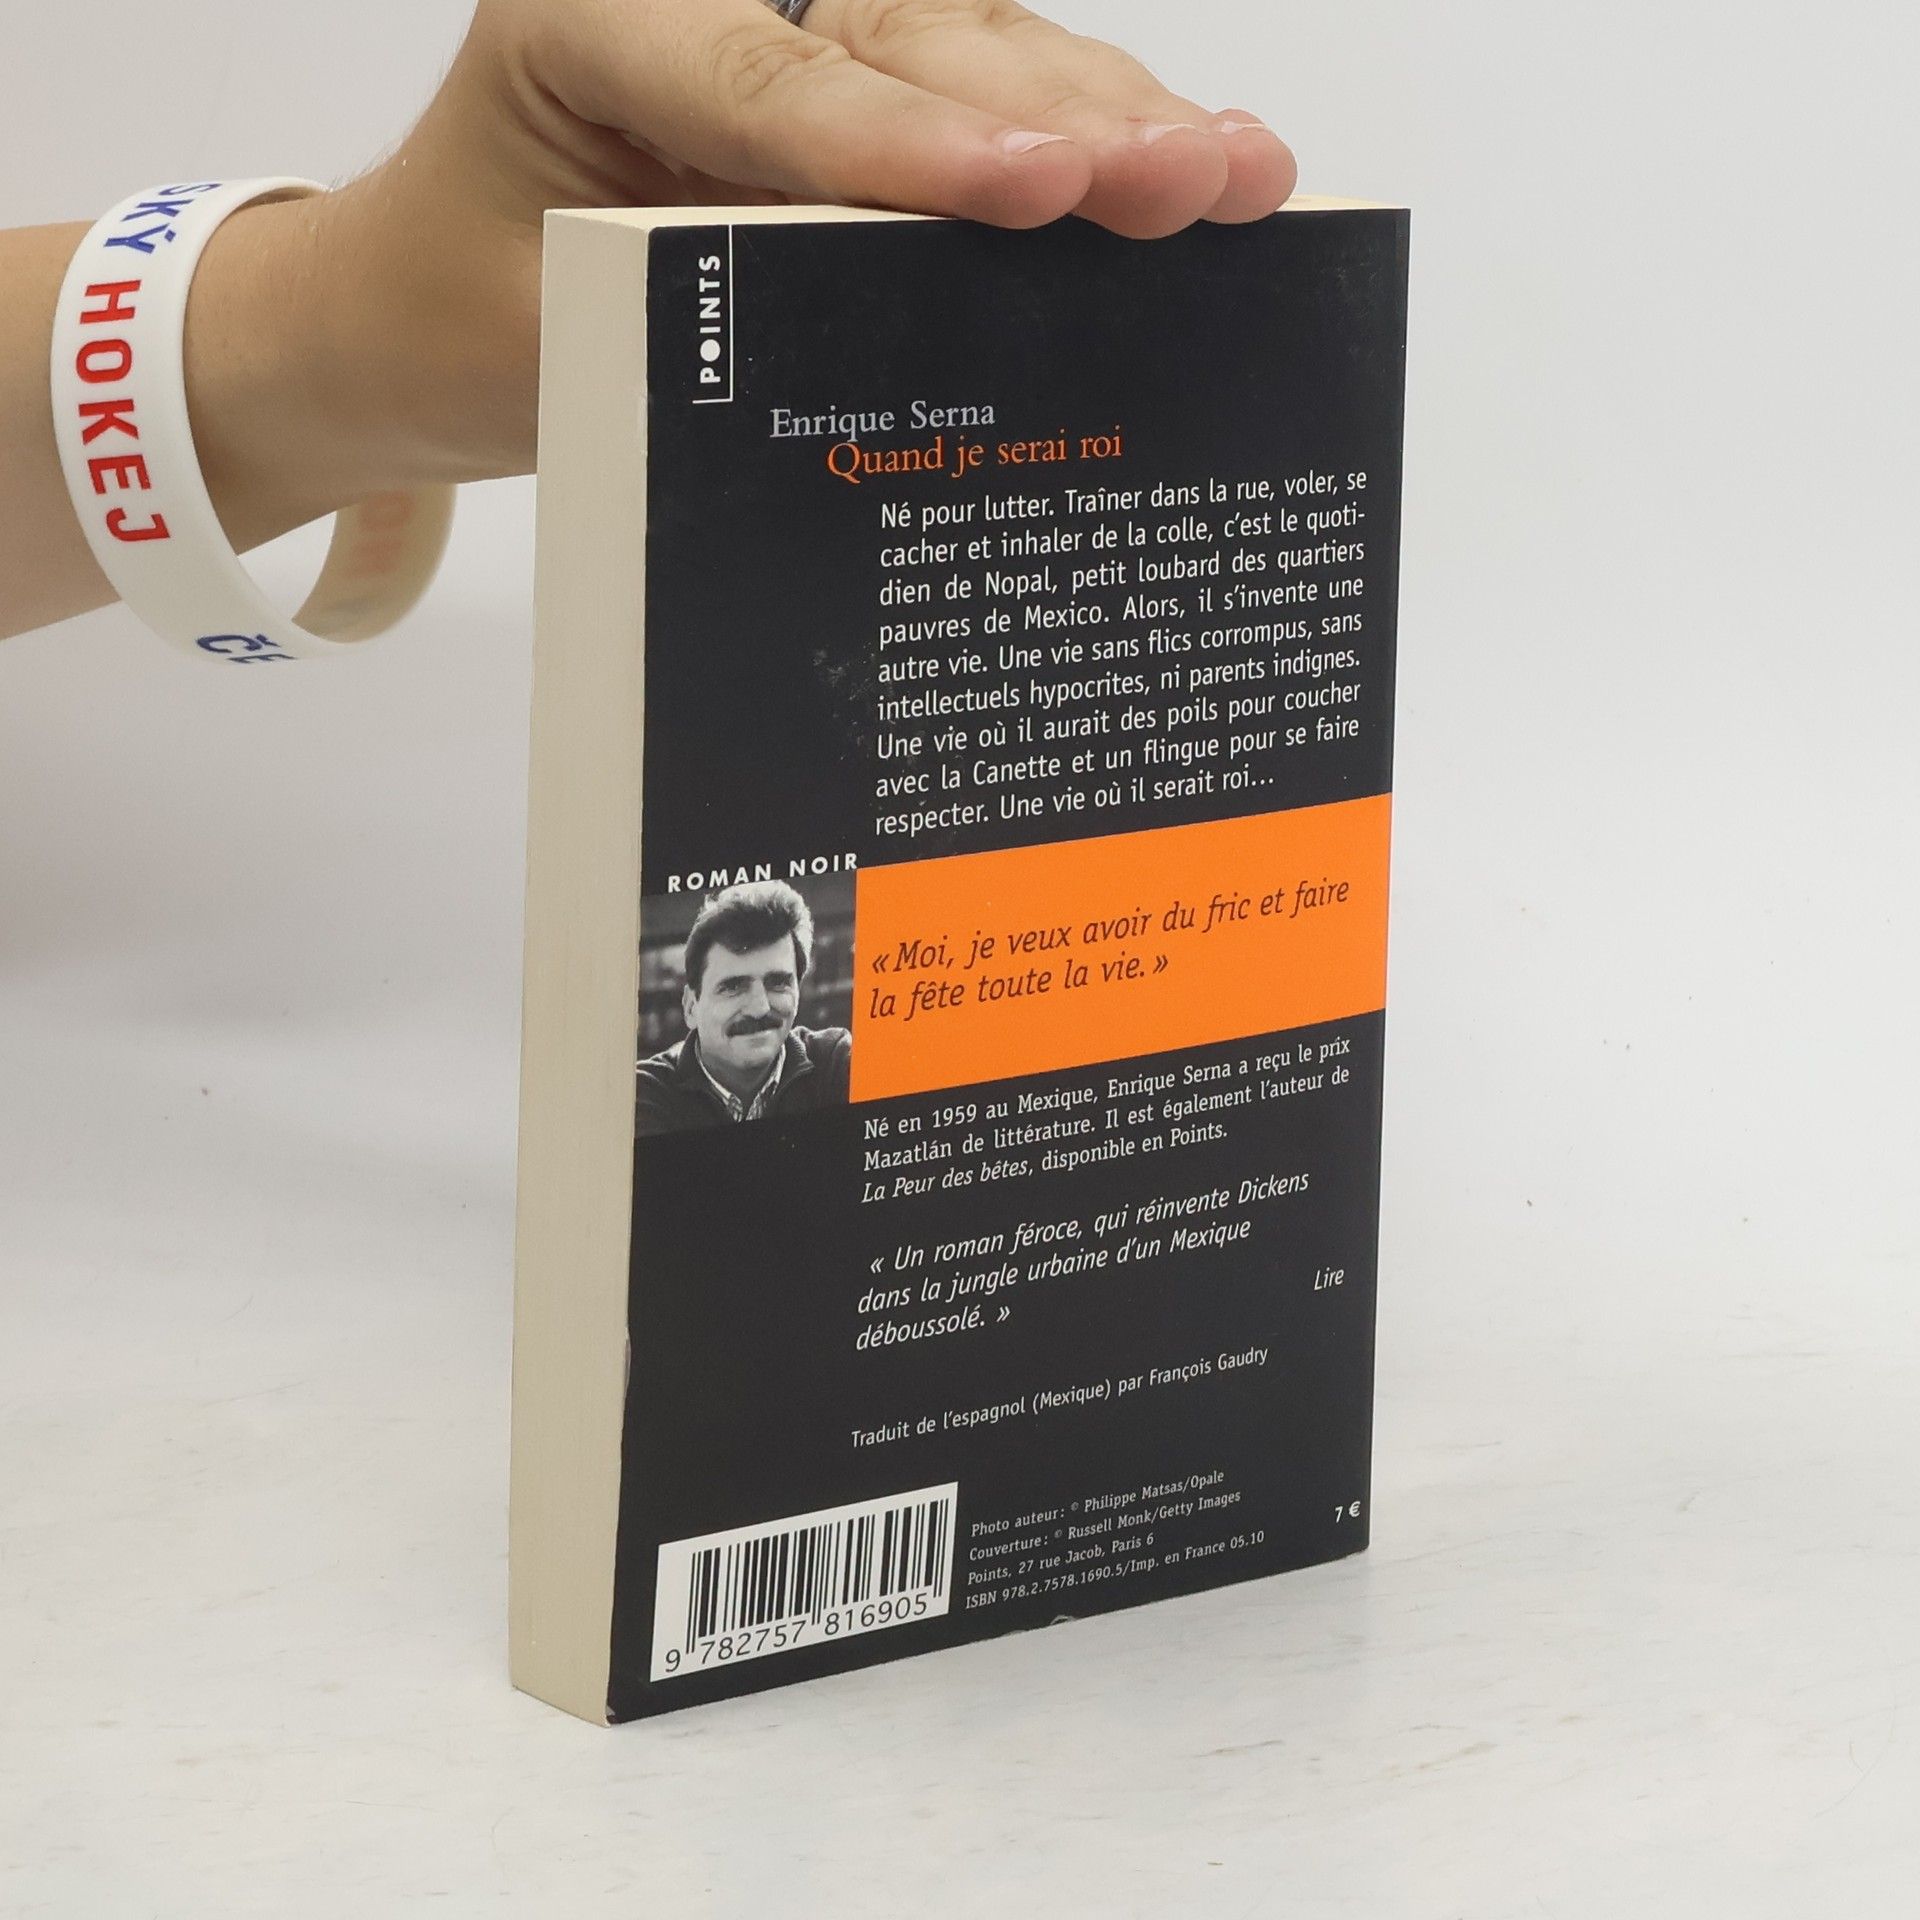 SKÝ HOKEJ
ČE
POINTS
Enrique Serna
Quand je serai roi
Né pour lutter. Traîner dans la rue, voler, se
cacher et inhaler de la colle, c'est le quoti-
dien de Nopal, petit loubard des quartiers
pauvres de Mexico. Alors, il s'invente une
autre vie. Une vie sans flics corrompus, sans
intellectuels hypocrites, ni parents indignes.
Une vie où il aurait des poils pour coucher
avec la Canette et un flingue pour se faire
respecter. Une vie où il serait roi...
ROMAN NOIR
« Moi, je veux avoir du fric et faire
la fête toute la vie. »
Né en 1959 au Mexique, Enrique Serna a reçu le prix
Mazatlán de littérature. Il est également l'auteur de
La Peur des bêtes, disponible en Points.
« Un roman féroce, qui réinvente Dickens
dans la jungle urbaine d'un Mexique
déboussolé. »
Lire
Traduit de l'espagnol (Mexique) par François Gaudry
Photo auteur : © Philippe Matsas/Opale
Couverture : © Russell Monk/Getty Images
Points, 27 rue Jacob, Paris 6
ISBN 978.2.7578.1690.5/Imp. en France 05.10
7 €
9 782757 816905